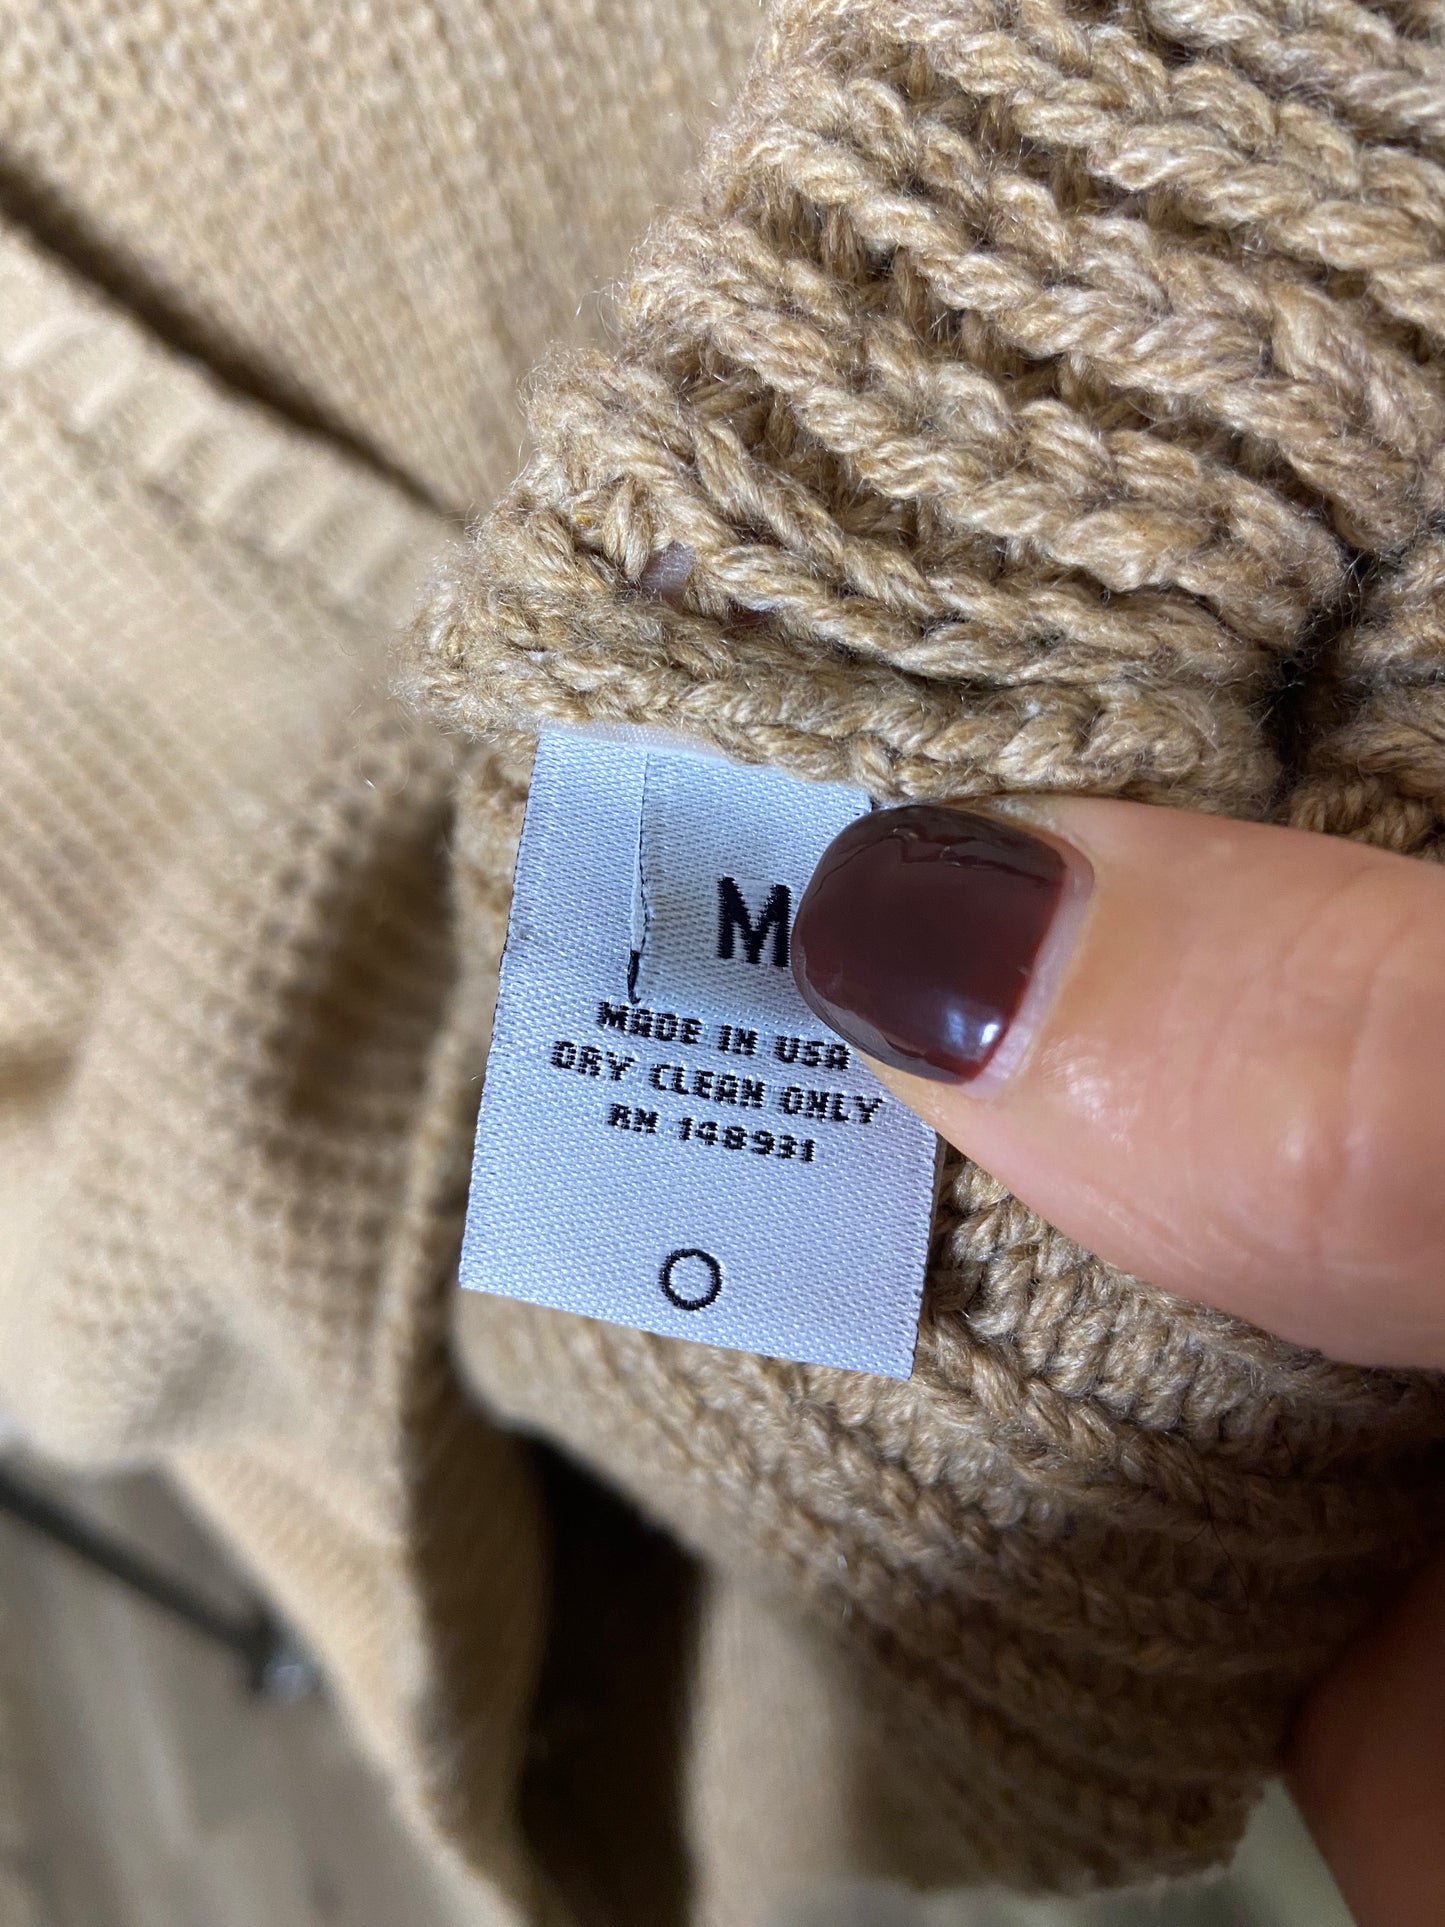 M
MADE IN USA
DRY CLEAN ONLY
RN 148931